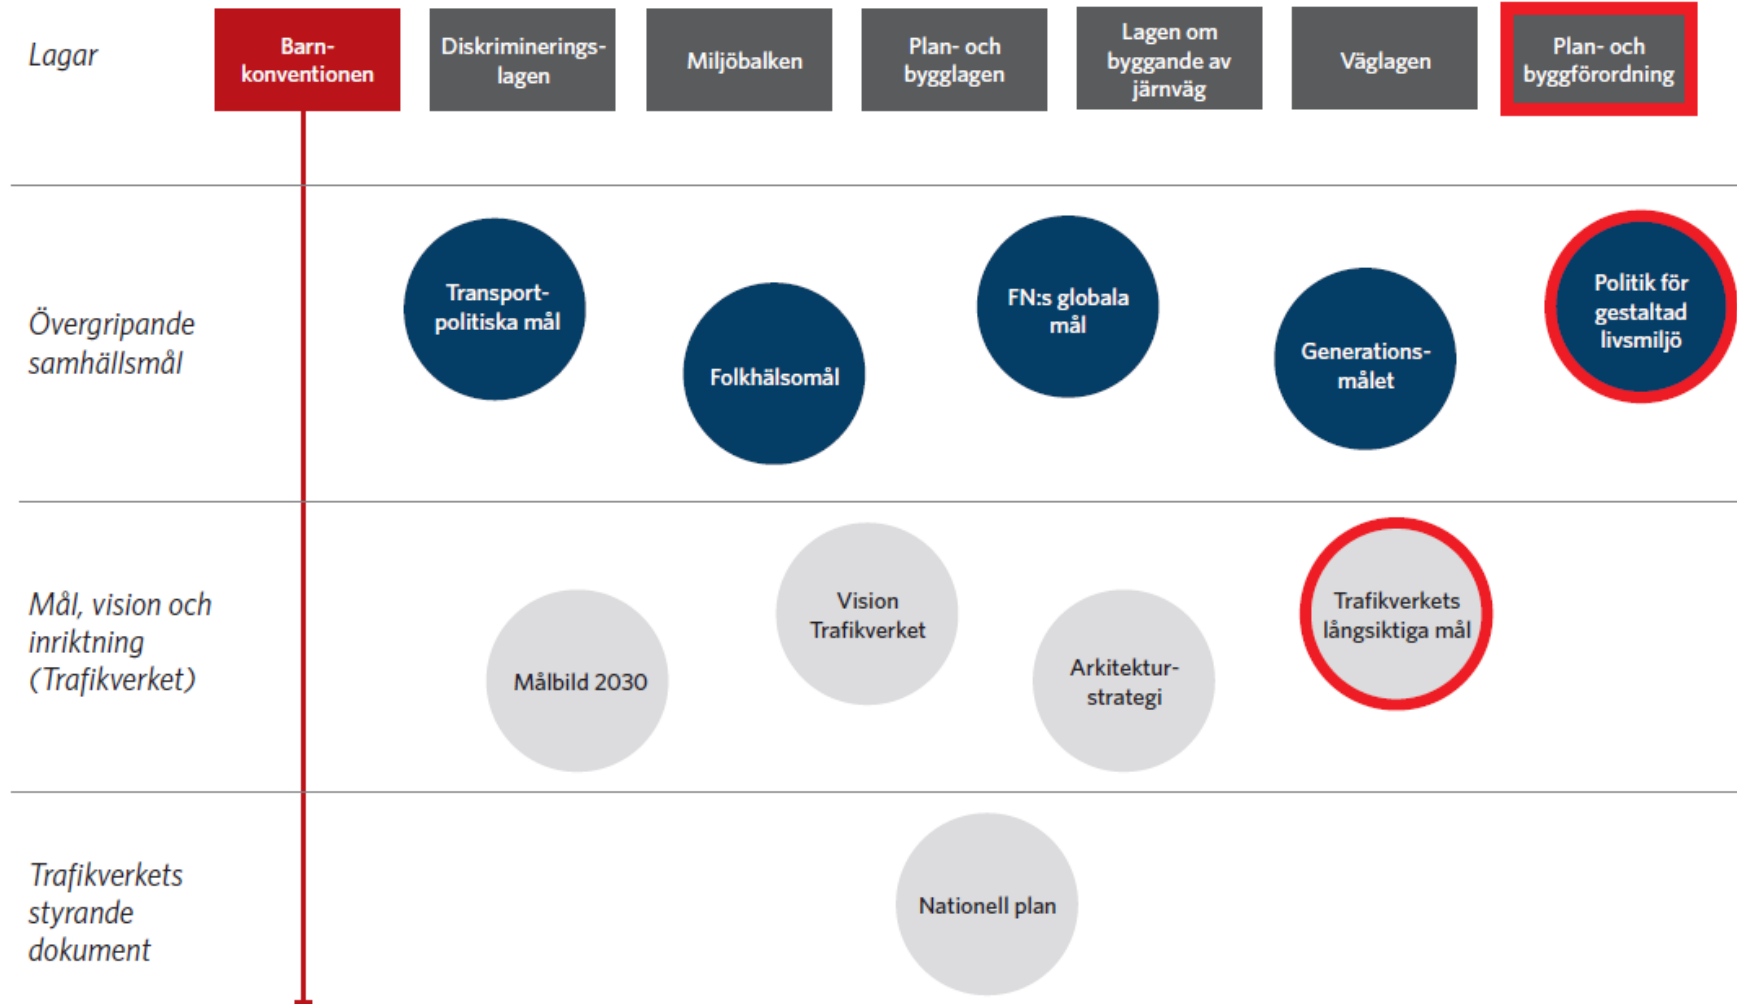 Lagar
Barn-
konventionen
Diskriminerings-
lagen
Miljöbalken
Plan- och
bygglagen
Lagen om
byggande av
järnväg
Väglagen
Plan- och
byggförordning
Övergripande
samhällsmål
Transport-
politiska mål
Folkhälsomål
FN:s globala
mål
Generations-
målet
Politik för
gestaltad
livsmiljö
Mål, vision och
inriktning
(Trafikverket)
Målbild 2030
Vision
Trafikverket
Arkitektur-
strategi
Trafikverkets
långsiktiga mål
Trafikverkets
styrande
dokument
Nationell plan